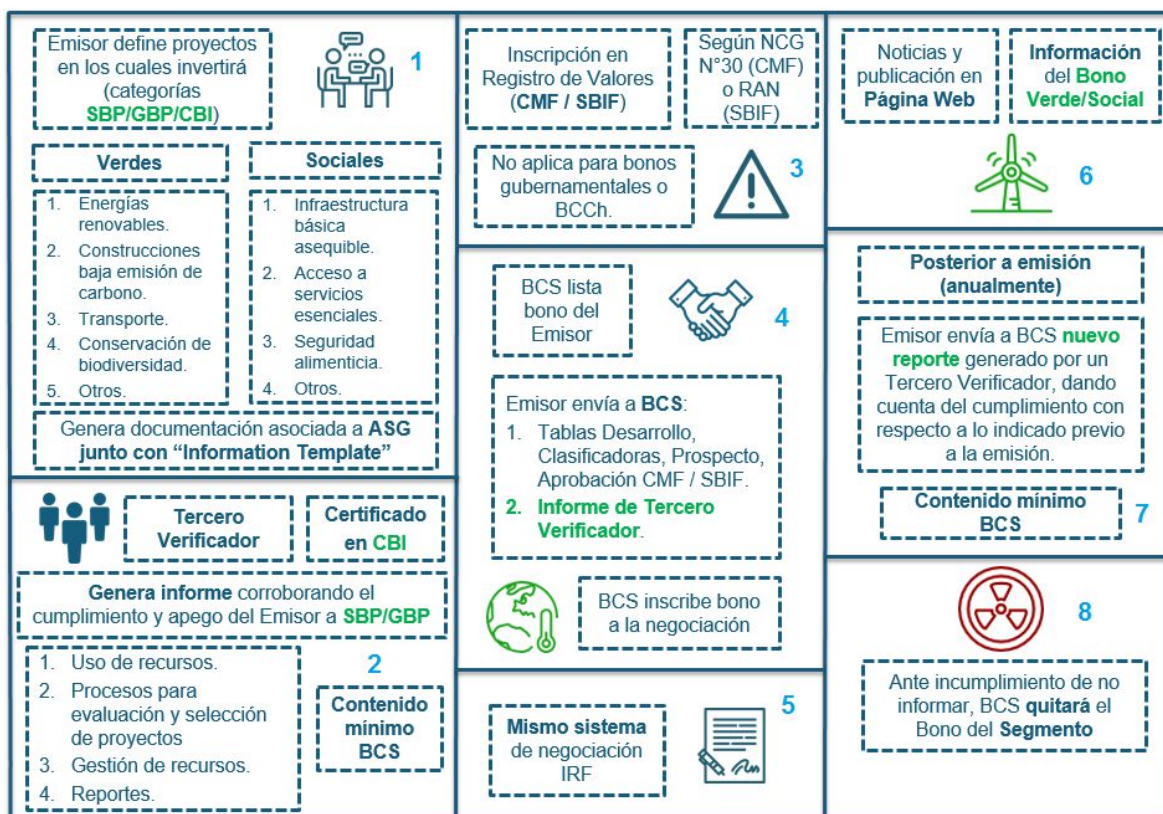 Emisor define proyectos
en los cuales invertirá
(categorías
SBP/GBP/CBI)
1
Verdes
1. Energías
renovables.
2. Construcciones
baja emisión de
carbono.
3. Transporte.
4. Conservación de
biodiversidad.
5. Otros.
Sociales
1. Infraestructura
básica
asequible.
2. Acceso a
servicios
esenciales.
3. Seguridad
alimenticia.
4. Otros.
Genera documentación asociada a ASG
junto con “Information Template”
Tercero
Verificador
Certificado
en CBI
Genera informe corroborando el
cumplimiento y apego del Emisor a SBP/GBP
1. Uso de recursos.
2. Procesos para
evaluación y selección
de proyectos
3. Gestión de recursos.
4. Reportes.
2
Contenido
mínimo
BCS
Inscripción en
Registro de Valores
(CMF / SBIF)
Según NCG
N°30 (CMF)
o RAN
(SBIF)
No aplica para bonos
gubernamentales o
BCCh.
3
BCS lista
bono del
Emisor
4
Emisor envía a BCS:
1. Tablas Desarrollo,
Clasificadoras, Prospecto,
Aprobación CMF / SBIF.
2. Informe de Tercero
Verificador.
BCS inscribe bono
a la negociación
Mismo sistema
de negociación
IRF
5
Noticias y
publicación en
Página Web
Información
del Bono
Verde/Social
6
Posterior a emisión
(anualmente)
Emisor envía a BCS nuevo
reporte generado por un
Tercero Verificador, dando
cuenta del cumplimiento con
respecto a lo indicado previo
a la emisión.
Contenido mínimo
BCS
7
8
Ante incumplimiento de no
informar, BCS quitará el
Bono del Segmento